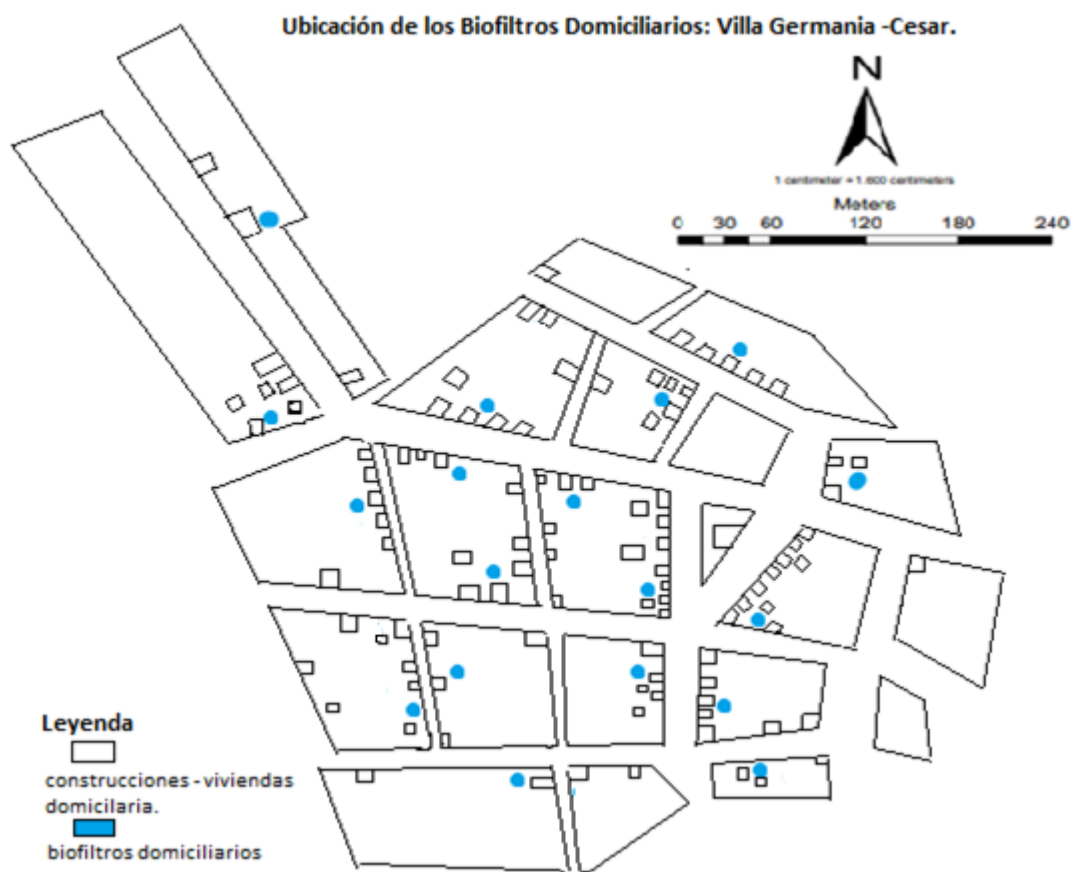 Ubicación de los Biofiltros Domiciliarios: Villa Germania -Cesar.
N
1 centimeter = 1.600 centimeters
Meters
0 30 60 120 180 240
Leyenda
construcciones - viviendas
domicilaria.
biofiltros domiciliarios